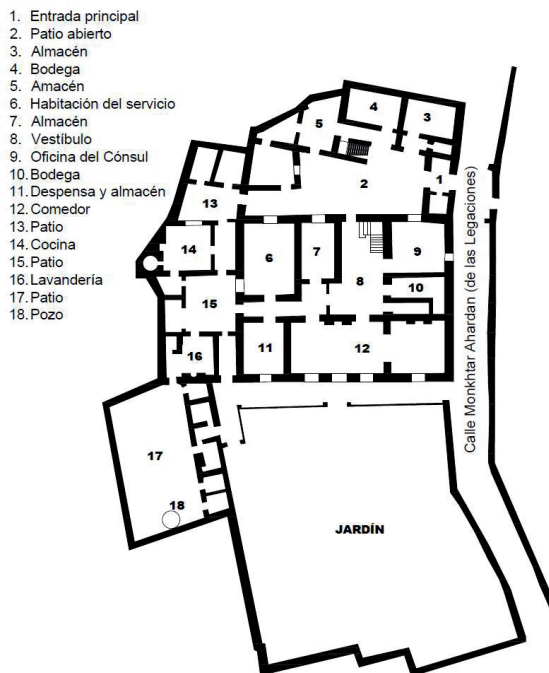 1. Entrada principal
2. Patio abierto
3. Almacén
4. Bodega
5. Amacén
6. Habitación del servicio
7. Almacén
8. Vestíbulo
9. Oficina del Cónsul
10. Bodega
11. Despensa y almacén
12. Comedor
13. Patio
14. Cocina
15. Patio
16. Lavandería
17. Patio
18. Pozo
4
3
5
1
2
13
14
6
7
9
8
10
15
11
12
16
17
18
JARDÍN
Calle Monkhtar Ahardan (de las Legaciones)